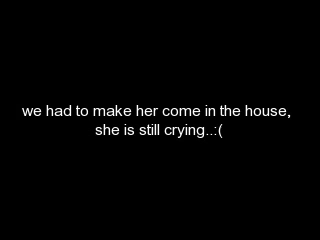 we had to make her come in the house,
she is still crying..:(